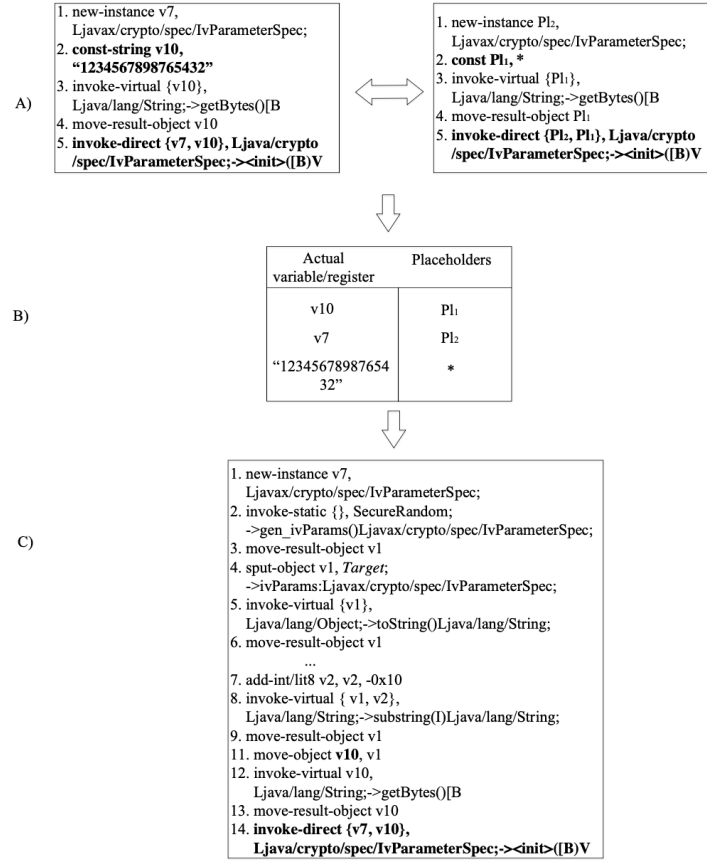 A)
1. new-instance v7,
Ljavax/crypto/spec/IvParameterSpec;
2. const-string v10,
“1234567898765432”
3. invoke-virtual {v10},
Ljava/lang/String;->getBytes()[B
4. move-result-object v10
5. invoke-direct {v7, v10}, Ljava/crypto
/spec/IvParameterSpec;-><init>([B)V
1. new-instance Pl2,
Ljavax/crypto/spec/IvParameterSpec;
2. const Pl1, *
3. invoke-virtual {Pl1},
Ljava/lang/String;->getBytes()[B
4. move-result-object Pl1
5. invoke-direct {Pl2, Pl1}, Ljava/crypto
/spec/IvParameterSpec;-><init>([B)V
B)
Actual Placeholders
variable/register
v10 Pl1
v7 Pl2
“12345678987654 *
32”
C)
1. new-instance v7,
Ljavax/crypto/spec/IvParameterSpec;
2. invoke-static {}, SecureRandom;
->gen_ivParams()Ljavax/crypto/spec/IvParameterSpec;
3. move-result-object v1
4. sput-object v1, Target;
->ivParams:Ljavax/crypto/spec/IvParameterSpec;
5. invoke-virtual {v1},
Ljava/lang/Object;->toString()Ljava/lang/String;
6. move-result-object v1
...
7. add-int/lit8 v2, v2, -0x10
8. invoke-virtual { v1, v2},
Ljava/lang/String;->substring(I)Ljava/lang/String;
9. move-result-object v1
11. move-object v10, v1
12. invoke-virtual v10,
Ljava/lang/String;->getBytes()[B
13. move-result-object v10
14. invoke-direct {v7, v10},
Ljava/crypto/spec/IvParameterSpec;-><init>([B)V